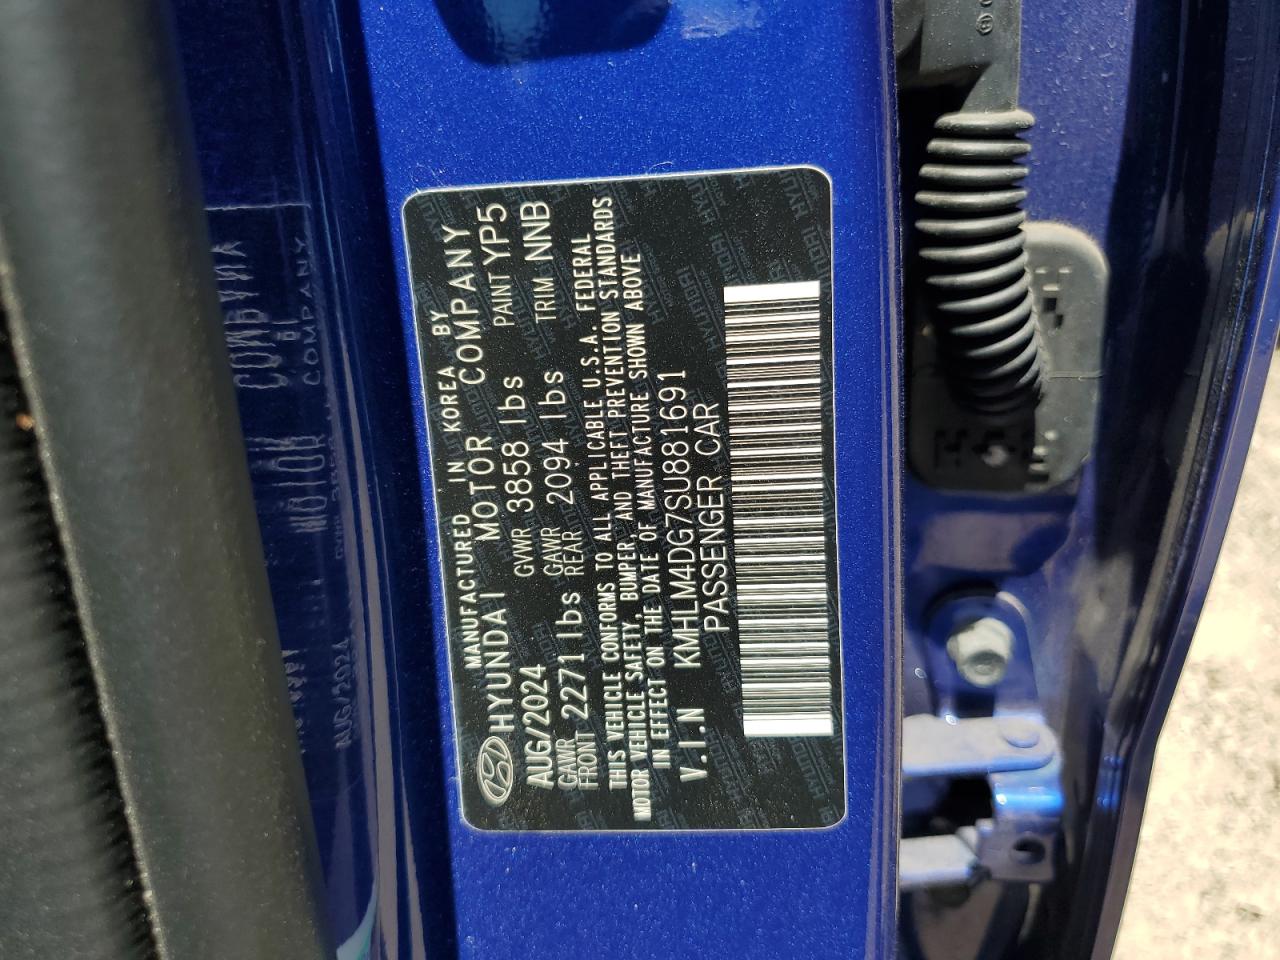 MANUFACTURED IN KOREA BY
HYUNDAI MOTOR COMPANY
AUG/2024 GVWR 3858 lbs PAINT YP5
GAWR FRONT 2271 lbs GAWR REAR 2094 lbs TRIM NNB
THIS VEHICLE CONFORMS TO ALL APPLICABLE U.S.A. FEDERAL
MOTOR VEHICLE SAFETY, BUMPER, AND THEFT PREVENTION STANDARDS
IN EFFECT ON THE DATE OF MANUFACTURE SHOWN ABOVE
V.I.N KMHLM4DG7SU881691
PASSENGER CAR